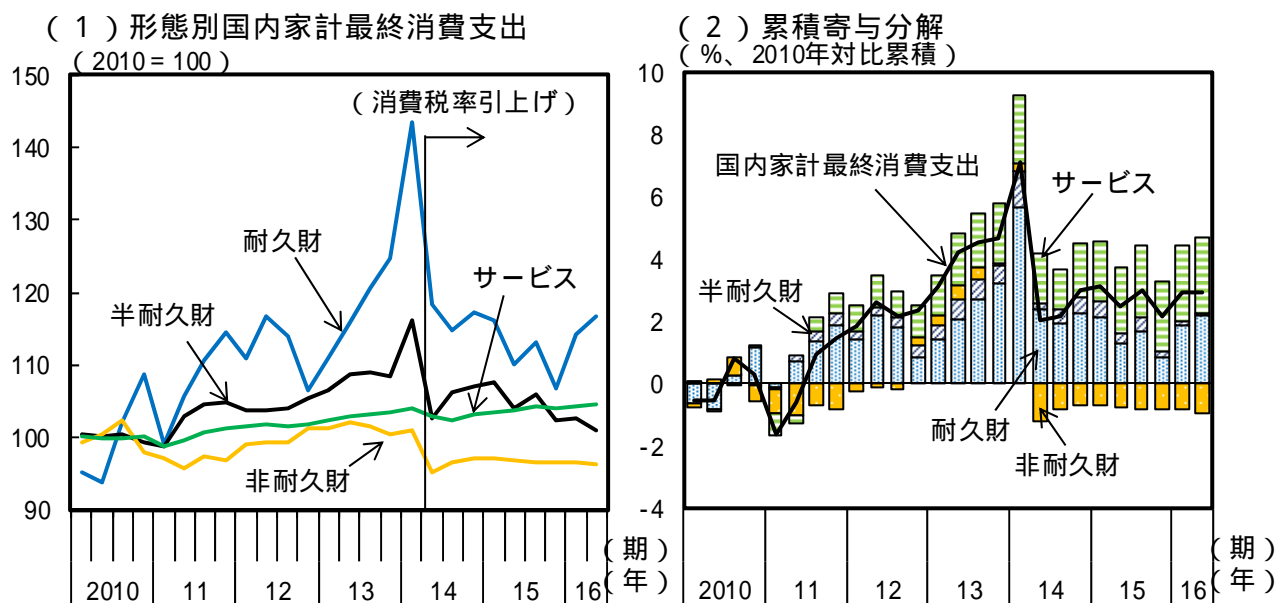 (1)形態別国内家計最終消費支出
(2010=100)
150
140
130
120
110
100
90
(消費税率引上げ)
耐久財
サービス
半耐久財
非耐久財
(期)
(年)
2010 11 12 13 14 15 16
(2)累積寄与分解
(%、2010年対比累積)
10
8
6
4
2
0
-2
-4
国内家計最終消費支出
サービス
半耐久財
耐久財
非耐久財
(期)
(年)
2010 11 12 13 14 15 16